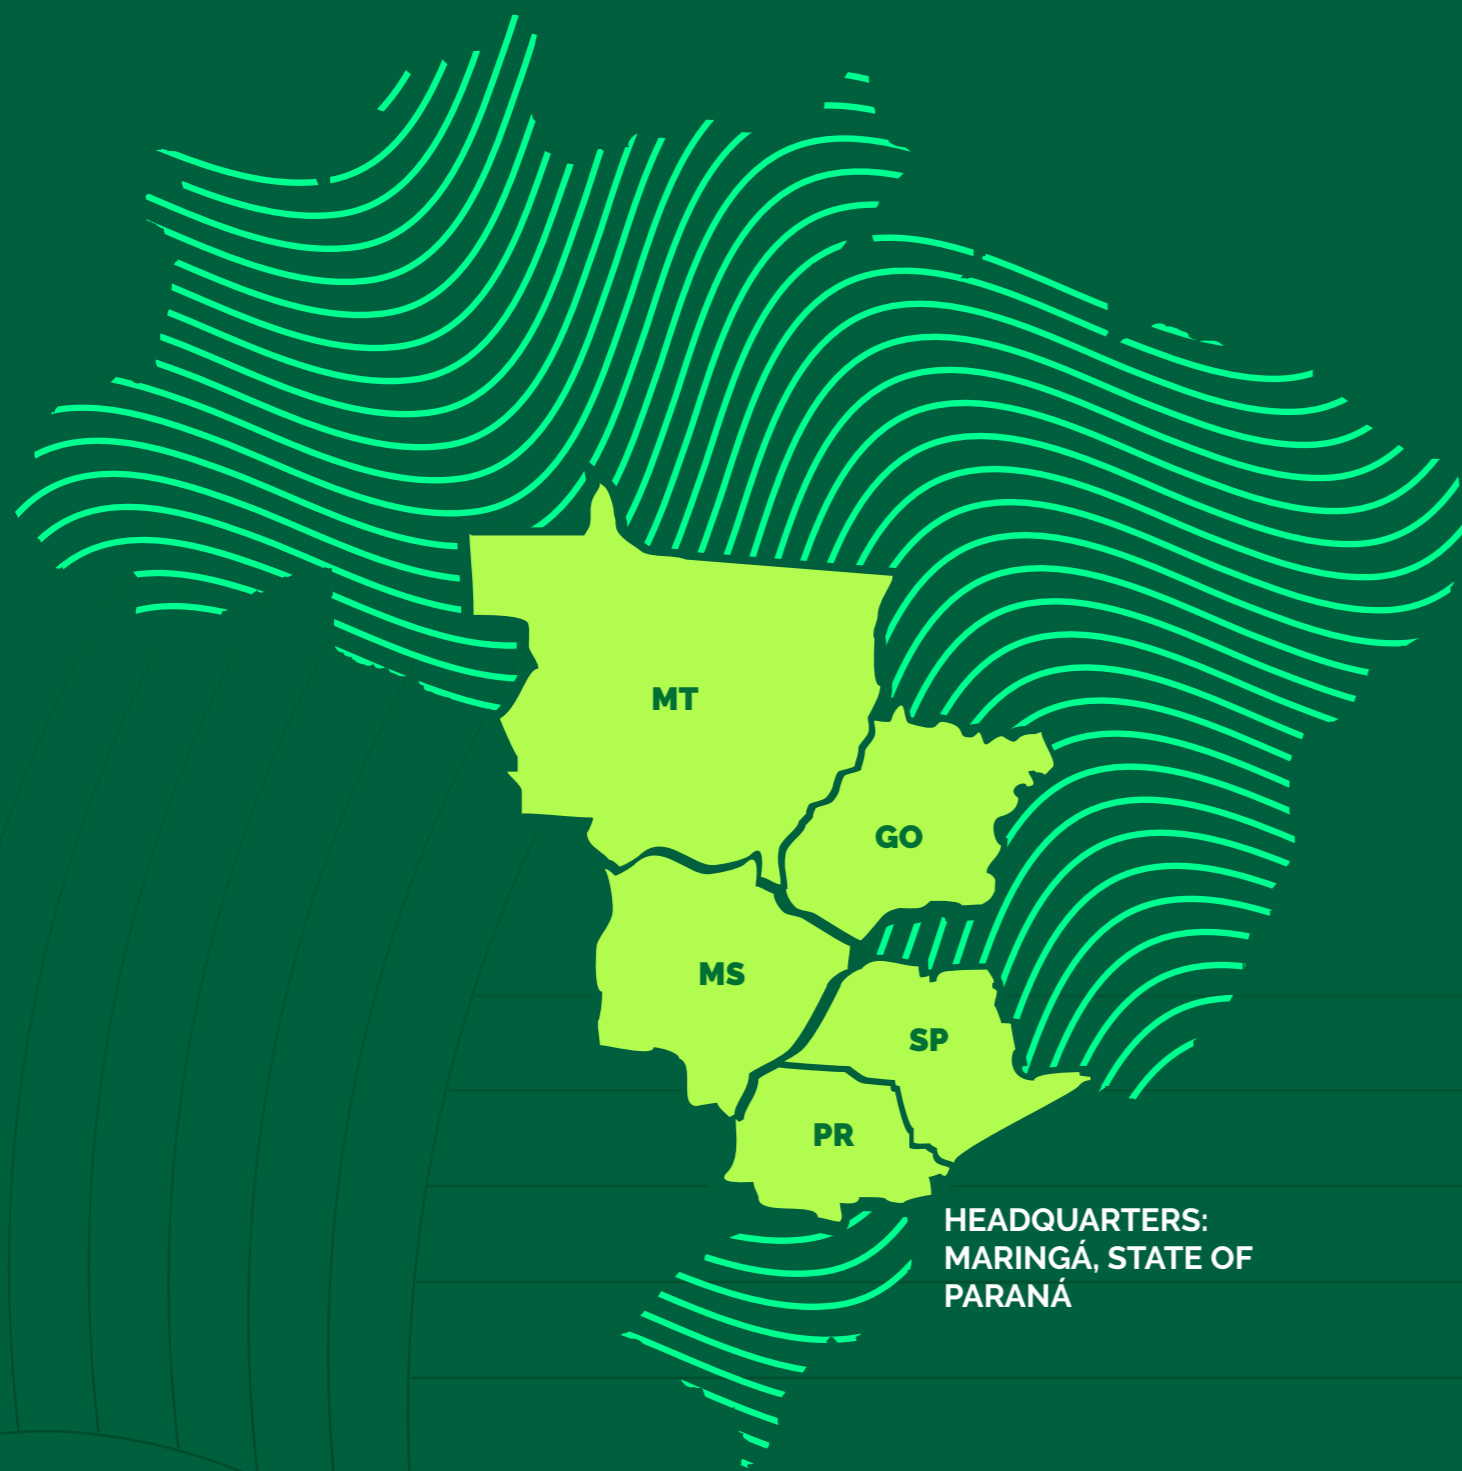 MT
GO
MS
SP
PR
HEADQUARTERS:
MARINGÁ, STATE OF
PARANÁ